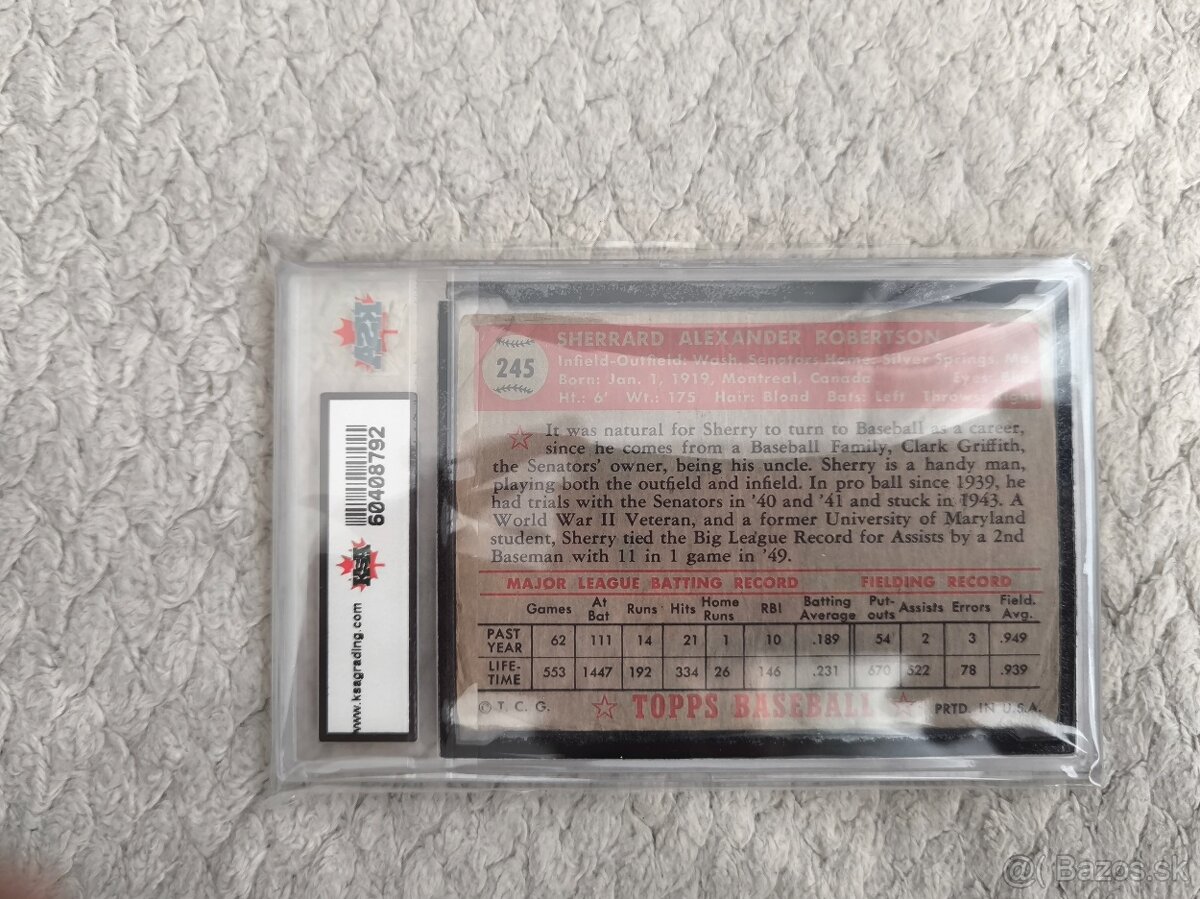 SHERRARD ALEXANDER ROBERTSON
245
Infield-Outfield: Wash. Senators Home: Silver Springs, Md.
Born: Jan. 1, 1919, Montreal, Canada Eyes:
Ht.: 6' Wt.: 175 Hair: Blond Bats: Left Throws: Right
It was natural for Sherry to turn to Baseball as a career,
since he comes from a Baseball Family, Clark Griffith,
the Senators' owner, being his uncle. Sherry is a handy man,
playing both the outfield and infield. In pro ball since 1939, he
had trials with the Senators in '40 and '41 and stuck in 1943. A
World War II Veteran, and a former University of Maryland
student, Sherry tied the Big League Record for Assists by a 2nd
Baseman with 11 in 1 game in '49.
MAJOR LEAGUE BATTING RECORD FIELDING RECORD
Games At Bat Runs Hits Home Runs RBI Batting Average Put-outs Assists Errors Field. Avg.
PAST YEAR 62 111 14 21 1 10 .189 54 2 3 .949
LIFE-TIME 553 1447 192 334 26 146 .231 670 522 78 .939
© T. C. G. TOPPS BASEBALL PRTD. IN U.S.A.
KSA
www.ksagrading.com KSA 60408792
@( Bazos.sk